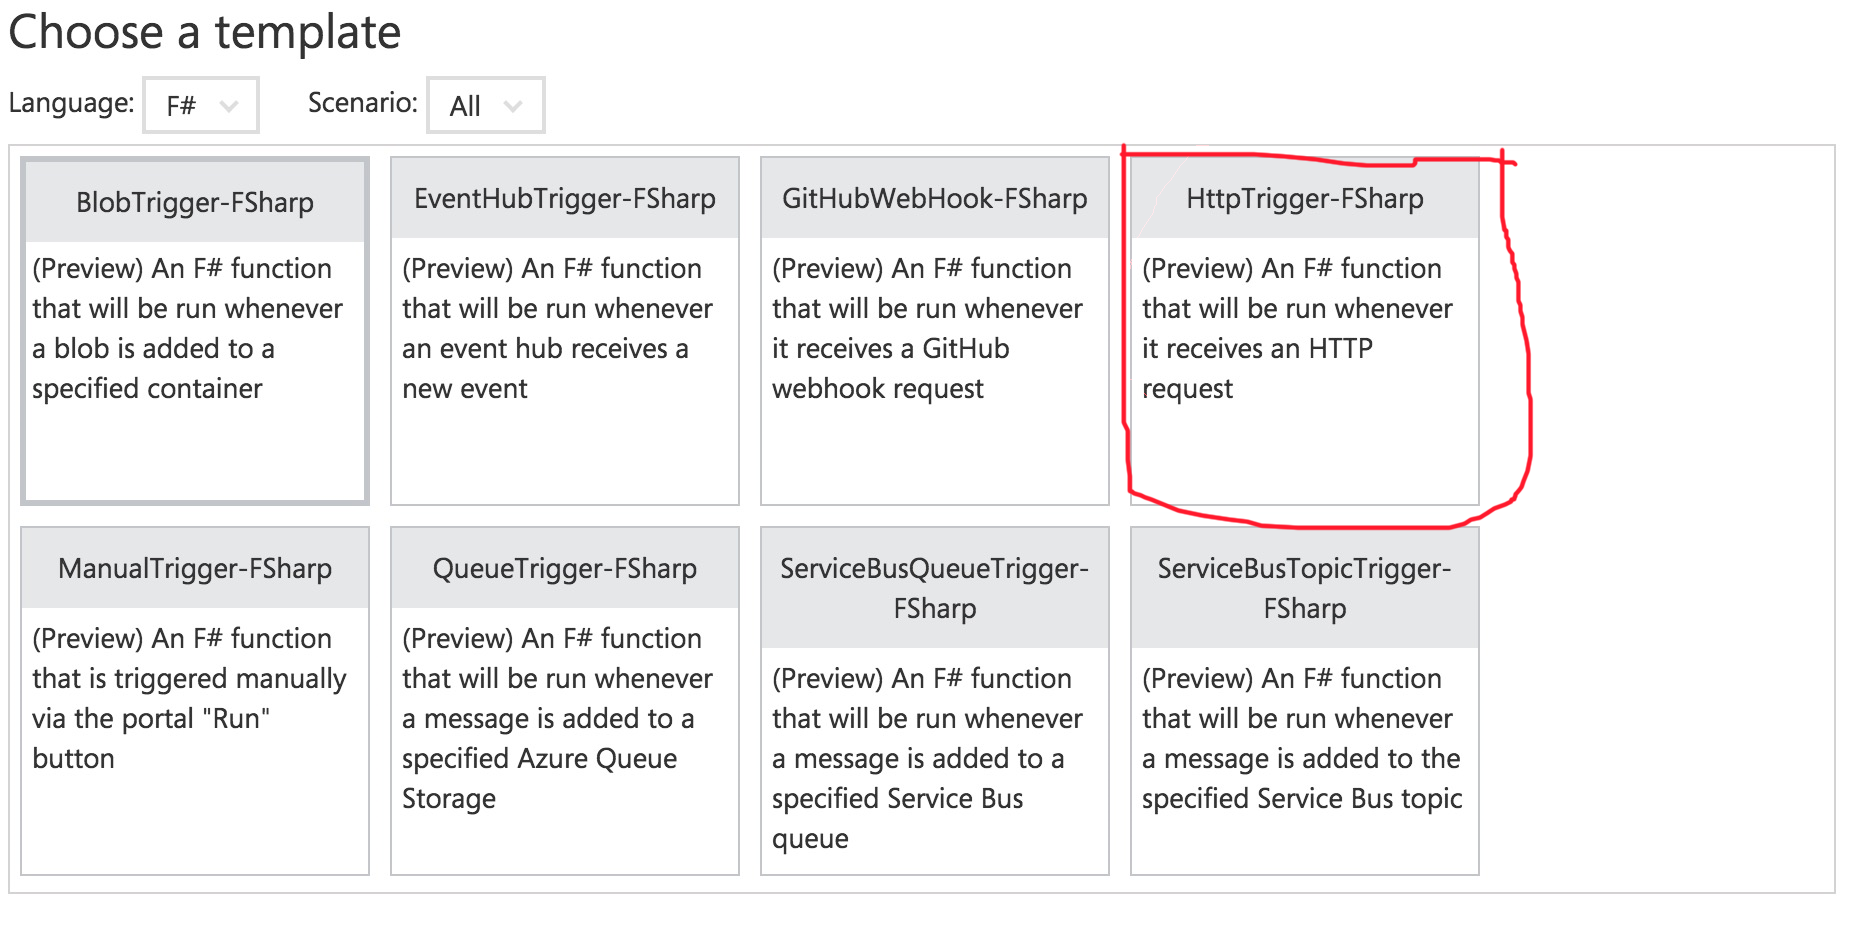 Choose a template
Language: F# Scenario: All
BlobTrigger-FSharp
(Preview) An F# function
that will be run whenever
a blob is added to a
specified container
EventHubTrigger-FSharp
(Preview) An F# function
that will be run whenever
an event hub receives a
new event
GitHubWebHook-FSharp
(Preview) An F# function
that will be run whenever
it receives a GitHub
webhook request
HttpTrigger-FSharp
(Preview) An F# function
that will be run whenever
it receives an HTTP
request
ManualTrigger-FSharp
(Preview) An F# function
that is triggered manually
via the portal "Run"
button
QueueTrigger-FSharp
(Preview) An F# function
that will be run whenever
a message is added to a
specified Azure Queue
Storage
ServiceBusQueueTrigger-
FSharp
(Preview) An F# function
that will be run whenever
a message is added to a
specified Service Bus
queue
ServiceBusTopicTrigger-
FSharp
(Preview) An F# function
that will be run whenever
a message is added to the
specified Service Bus topic